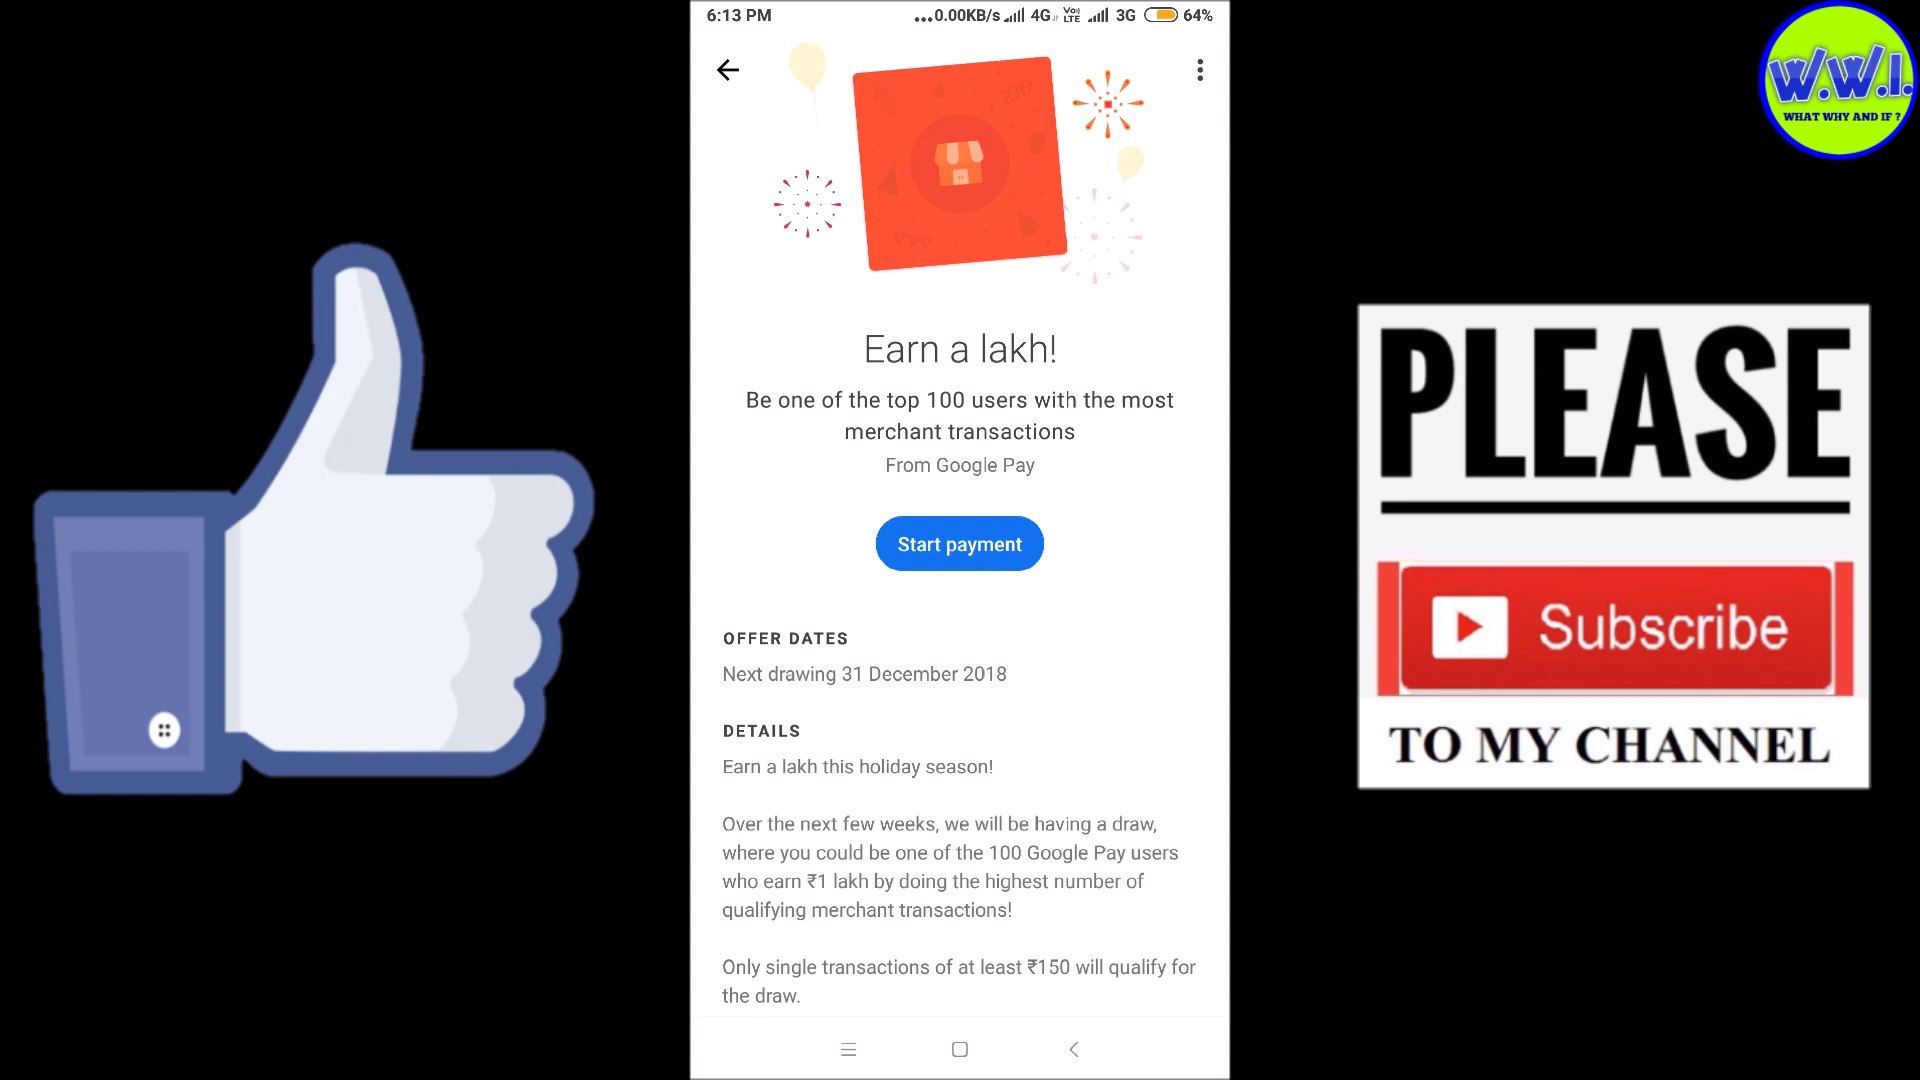 6:13 PM
...0.00KB/s 4G VoLTE 3G 64%
W.W.I.
WHAT WHY AND IF ?
2019
Earn a lakh!
Be one of the top 100 users with the most
merchant transactions
From Google Pay
Start payment
OFFER DATES
Next drawing 31 December 2018
DETAILS
Earn a lakh this holiday season!
Over the next few weeks, we will be having a draw,
where you could be one of the 100 Google Pay users
who earn ₹1 lakh by doing the highest number of
qualifying merchant transactions!
Only single transactions of at least ₹150 will qualify for
the draw.
PLEASE
Subscribe
TO MY CHANNEL